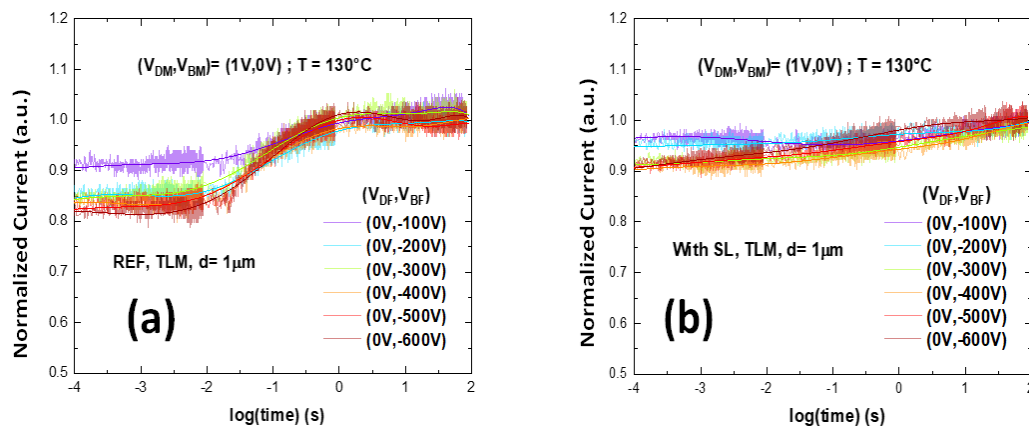 1.2
1.1
1.0
0.9
0.8
0.7
0.6
0.5
Normalized Current (a.u.)
(V_DM,V_BM)= (1V,0V) ; T = 130°C
(V_DF,V_BF)
(0V,-100V)
(0V,-200V)
(0V,-300V)
(0V,-400V)
(0V,-500V)
(0V,-600V)
REF, TLM, d= 1μm
(a)
-4 -3 -2 -1 0 1 2
log(time) (s)
1.2
1.1
1.0
0.9
0.8
0.7
0.6
0.5
Normalized Current (a.u.)
(V_DM,V_BM)= (1V,0V) ; T = 130°C
(V_DF,V_BF)
(0V,-100V)
(0V,-200V)
(0V,-300V)
(0V,-400V)
(0V,-500V)
(0V,-600V)
With SL, TLM, d= 1μm
(b)
-4 -3 -2 -1 0 1 2
log(time) (s)